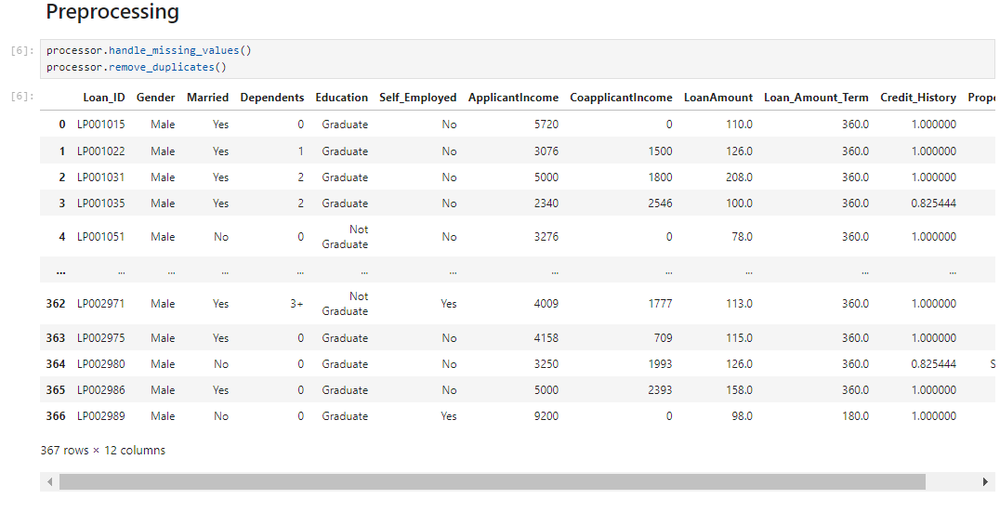 Preprocessing
[6]: processor.handle_missing_values()
processor.remove_duplicates()
[6]: Loan_ID Gender Married Dependents Education Self_Employed ApplicantIncome CoapplicantIncome LoanAmount Loan_Amount_Term Credit_History Prope
0 LP001015 Male Yes 0 Graduate No 5720 0 110.0 360.0 1.000000
1 LP001022 Male Yes 1 Graduate No 3076 1500 126.0 360.0 1.000000
2 LP001031 Male Yes 2 Graduate No 5000 1800 208.0 360.0 1.000000
3 LP001035 Male Yes 2 Graduate No 2340 2546 100.0 360.0 0.825444
4 LP001051 Male No 0 Not Graduate No 3276 0 78.0 360.0 1.000000
... ... ... ... ... ... ... ... ... ... ... ...
362 LP002971 Male Yes 3+ Not Graduate Yes 4009 1777 113.0 360.0 1.000000
363 LP002975 Male Yes 0 Graduate No 4158 709 115.0 360.0 1.000000
364 LP002980 Male No 0 Graduate No 3250 1993 126.0 360.0 0.825444 S
365 LP002986 Male Yes 0 Graduate No 5000 2393 158.0 360.0 1.000000
366 LP002989 Male No 0 Graduate Yes 9200 0 98.0 180.0 1.000000
367 rows × 12 columns